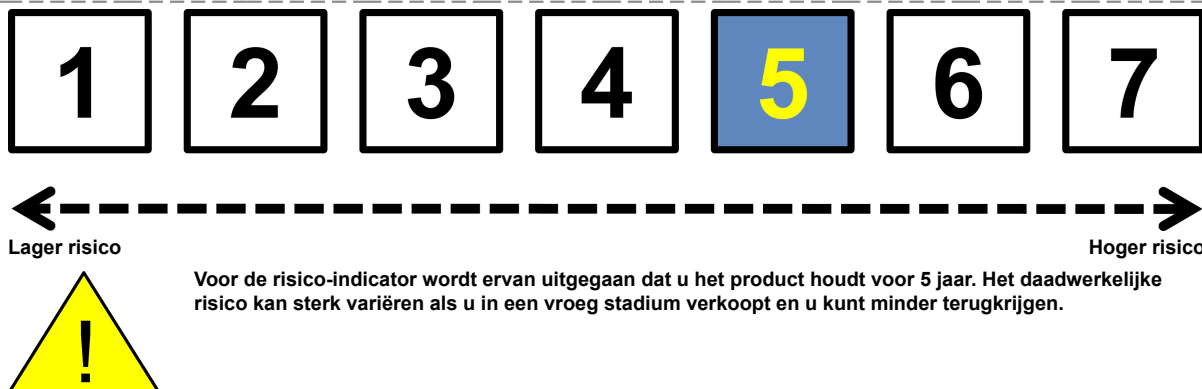 1 2 3 4 5 6 7
Lager risico Hoger risico
Voor de risico-indicator wordt ervan uitgegaan dat u het product houdt voor 5 jaar. Het daadwerkelijke
risico kan sterk variëren als u in een vroeg stadium verkoopt en u kunt minder terugkrijgen.
!